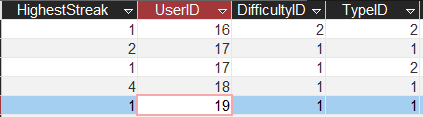 HighestStreak UserID DifficultyID TypeID
1 16 2 2
2 17 1 1
1 17 1 2
4 18 1 1
1 19 1 1